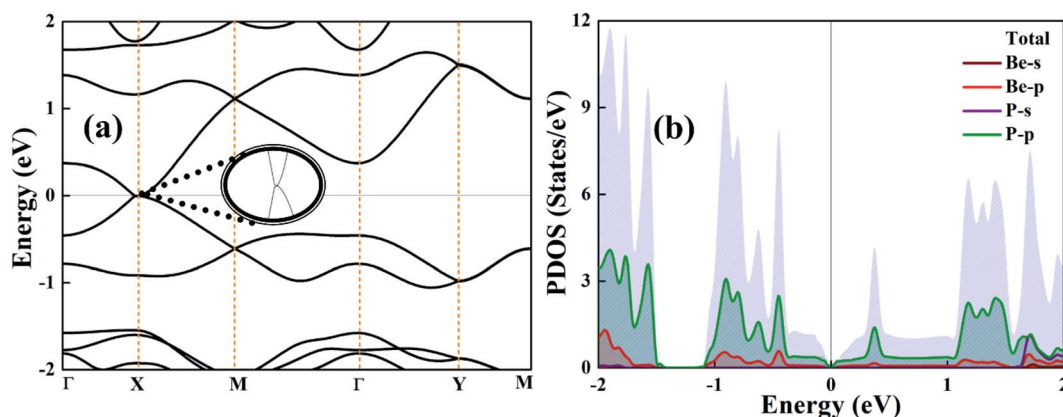 2
1
0
-1
-2
Energy (eV)
(a)
Γ X M Γ Y M
12
9
6
3
0
PDOS (States/eV)
(b)
Total
Be-s
Be-p
P-s
P-p
-2 -1 0 1 2
Energy (eV)